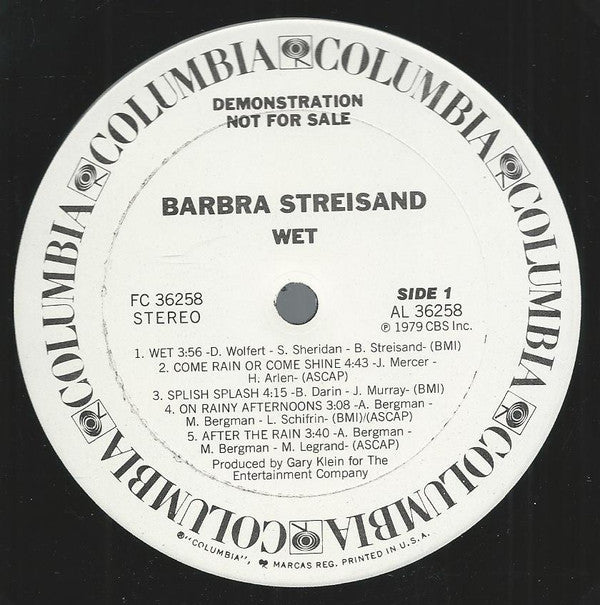 COLUMBIA COLUMBIA COLUMBIA COLUMBIA COLUMBIA COLUMBIA COLUMBIA COLUMBIA
DEMONSTRATION
NOT FOR SALE
BARBRA STREISAND
WET
FC 36258
STEREO
SIDE 1
AL 36258
℗ 1979 CBS Inc.
1. WET 3:56 -D. Wolfert - S. Sheridan - B. Streisand- (BMI)
2. COME RAIN OR COME SHINE 4:43 -J. Mercer -
H. Arlen- (ASCAP)
3. SPLISH SPLASH 4:15 -B. Darin - J. Murray- (BMI)
4. ON RAINY AFTERNOONS 3:08 -A. Bergman -
M. Bergman - L. Schifrin- (BMI)/(ASCAP)
5. AFTER THE RAIN 3:40 -A. Bergman -
M. Bergman - M. Legrand- (ASCAP)
Produced by Gary Klein for The
Entertainment Company
®"COLUMBIA", MARCAS REG. PRINTED IN U.S.A.